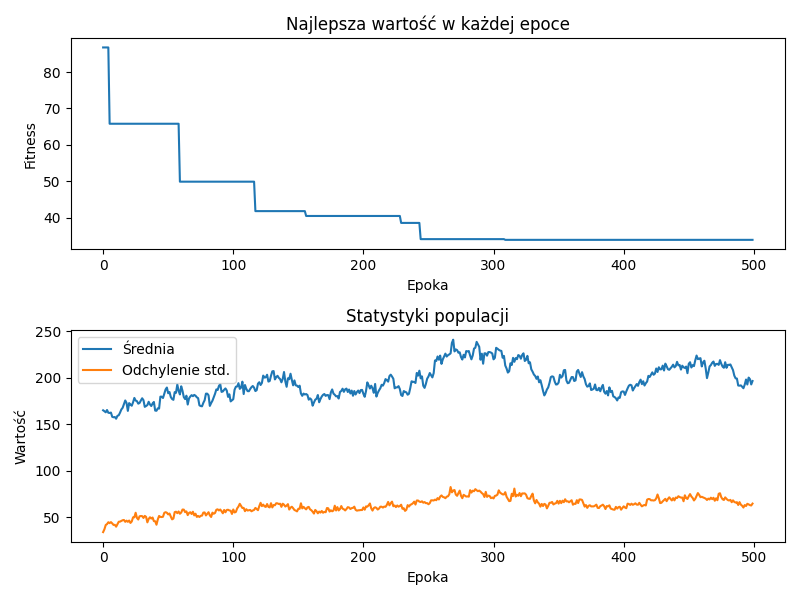 Najlepsza wartość w każdej epoce
80
70
60
50
40
Fitness
0 100 200 300 400 500
Epoka
Statystyki populacji
250
200
150
100
50
Wartość
Średnia
Odchylenie std.
0 100 200 300 400 500
Epoka